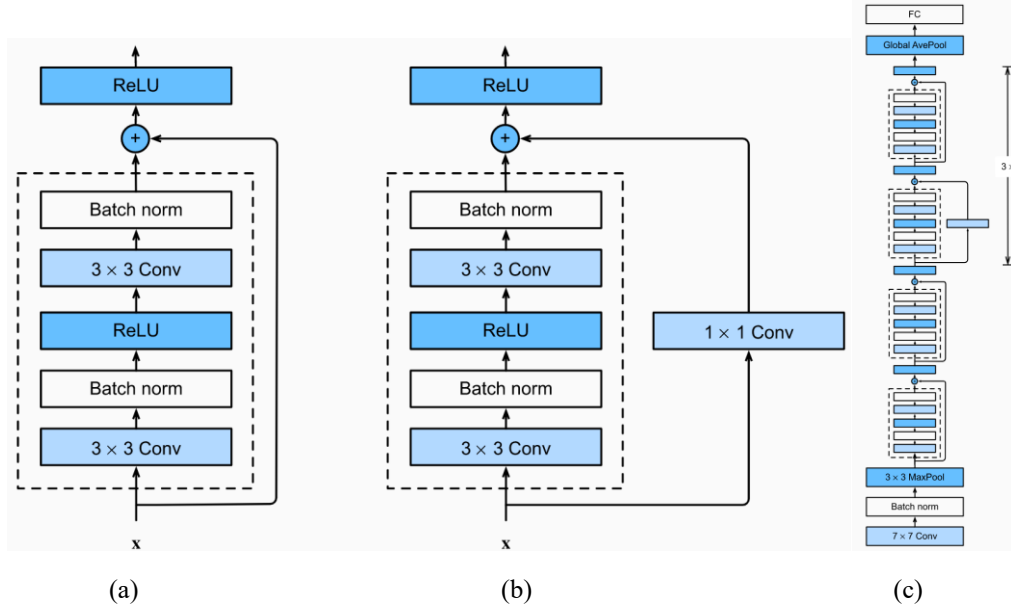 ReLU
+
Batch norm
3 × 3 Conv
ReLU
Batch norm
3 × 3 Conv
x
(a)
ReLU
+
Batch norm
3 × 3 Conv
ReLU
Batch norm
3 × 3 Conv
1 × 1 Conv
x
(b)
FC
Global AvePool
3 ×
3 × 3 MaxPool
Batch norm
7 × 7 Conv
(c)